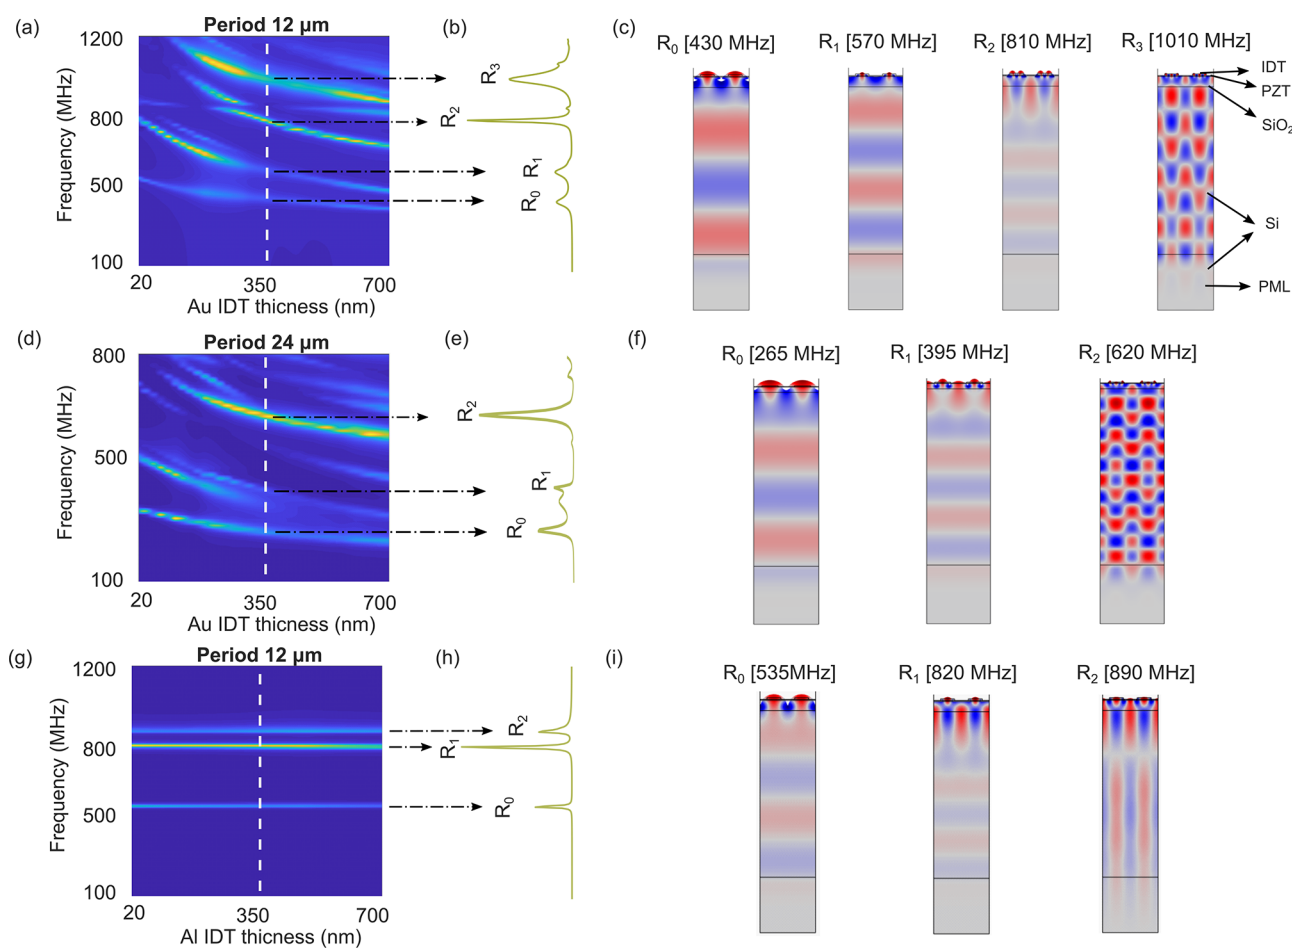 (a)
Period 12 µm
(b)
(c)
1200
800
500
100
Frequency (MHz)
20
350
700
Au IDT thicness (nm)
R3
R2
R1
R0
R0 [430 MHz]
R1 [570 MHz]
R2 [810 MHz]
R3 [1010 MHz]
IDT
PZT
SiO2
Si
PML
(d)
Period 24 µm
(e)
(f)
800
500
100
Frequency (MHz)
20
350
700
Au IDT thicness (nm)
R2
R1
R0
R0 [265 MHz]
R1 [395 MHz]
R2 [620 MHz]
(g)
Period 12 µm
(h)
(i)
1200
800
500
100
Frequency (MHz)
20
350
700
Al IDT thicness (nm)
R2
R1
R0
R0 [535MHz]
R1 [820 MHz]
R2 [890 MHz]